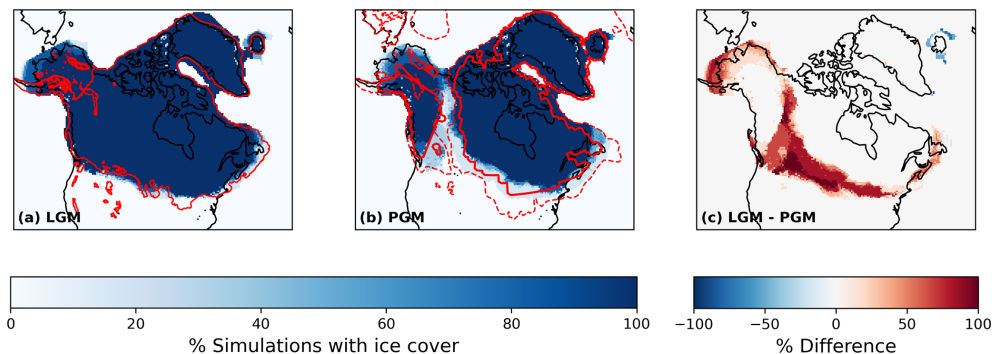 (a) LGM
(b) PGM
(c) LGM - PGM
0 20 40 60 80 100
% Simulations with ice cover
−100 −50 0 50 100
% Difference